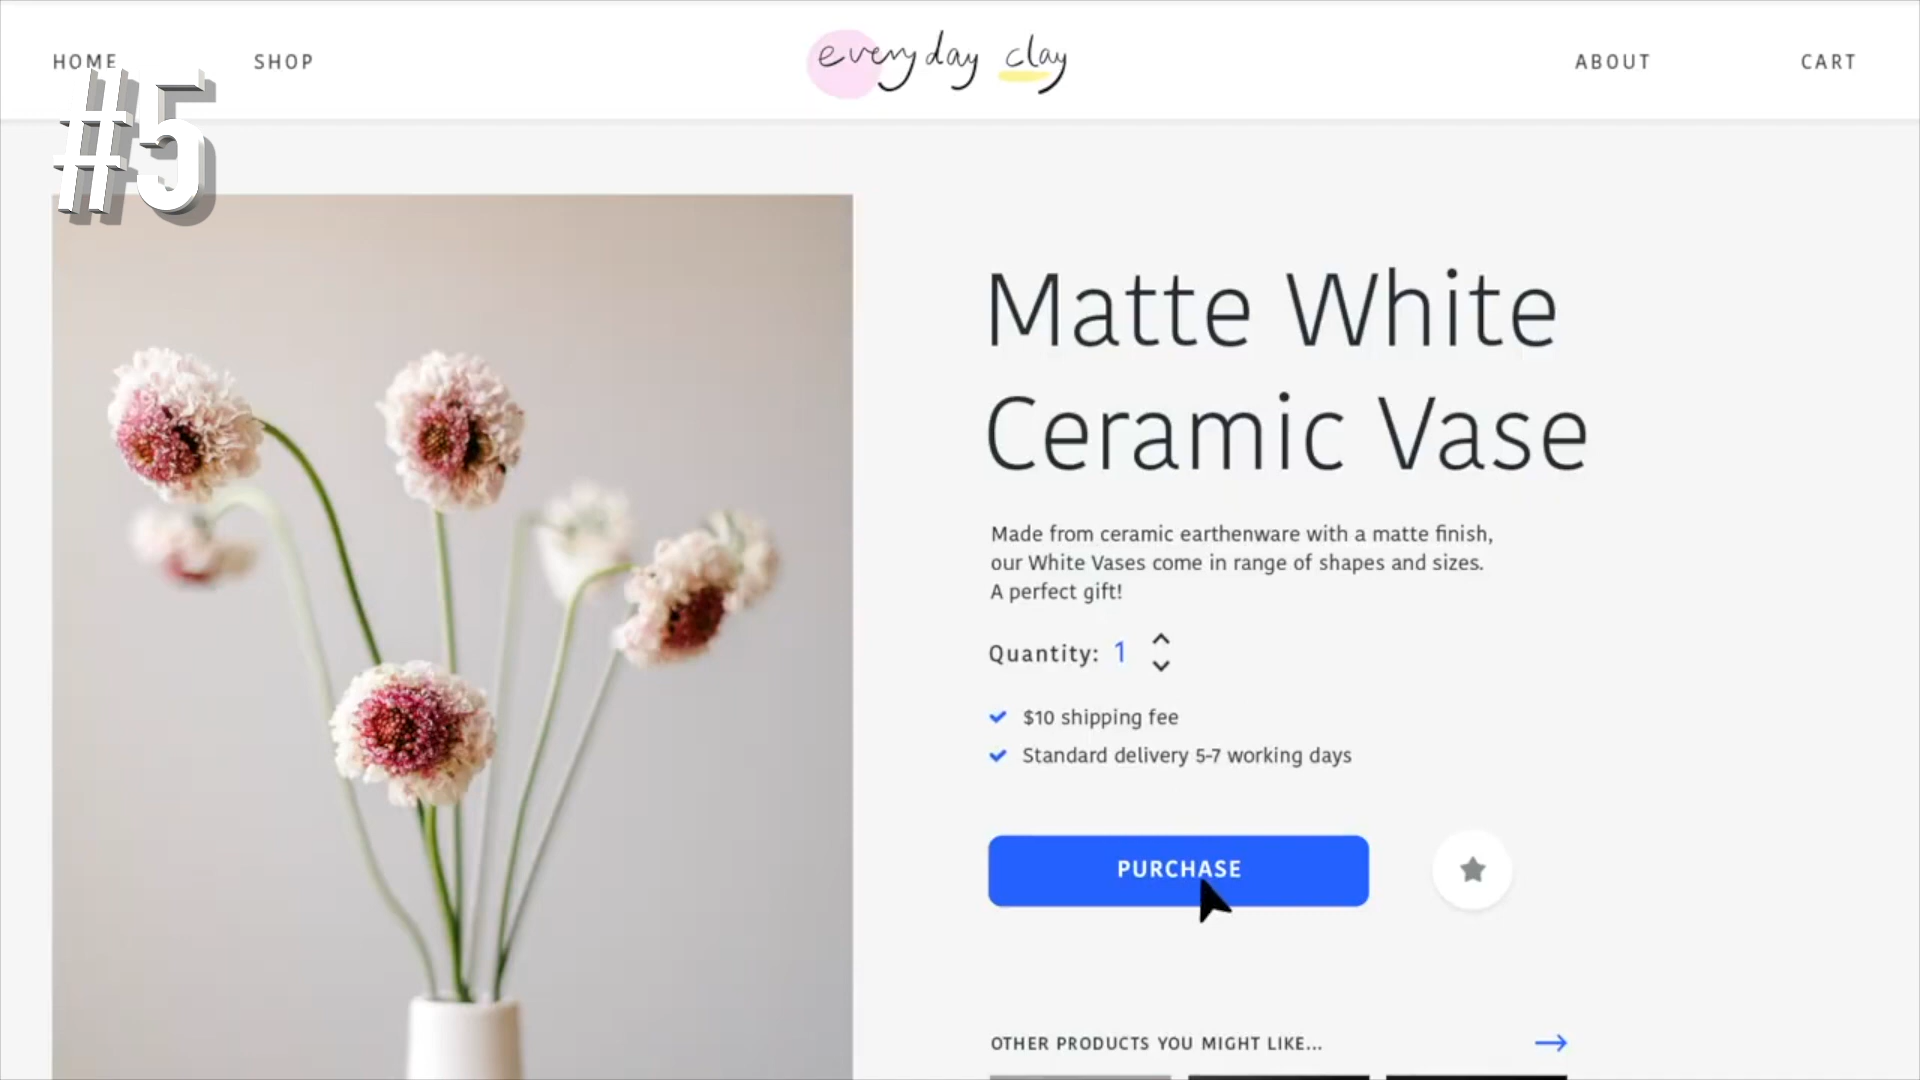 HOME
SHOP
everyday clay
ABOUT
CART
#5
Matte White
Ceramic Vase
Made from ceramic earthenware with a matte finish,
our White Vases come in range of shapes and sizes.
A perfect gift!
Quantity: 1
$10 shipping fee
Standard delivery 5-7 working days
PURCHASE
OTHER PRODUCTS YOU MIGHT LIKE...